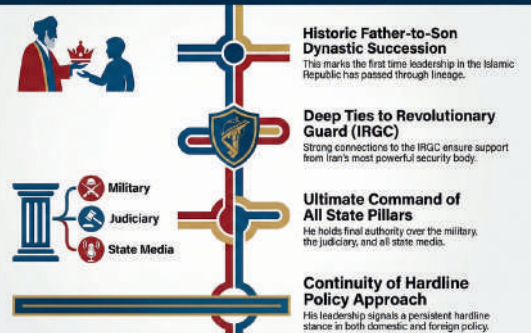 Historic Father-to-Son
Dynastic Succession
This marks the first time leadership in the Islamic
Republic has passed through lineage.
Deep Ties to Revolutionary
Guard (IRGC)
Strong connections to the IRGC ensure support
from Iran's most powerful security body.
Military
Judiciary
State Media
Ultimate Command of
All State Pillars
He holds final authority over the military,
the judiciary, and all state media.
Continuity of Hardline
Policy Approach
His leadership signals a persistent hardline
stance in both domestic and foreign policy.